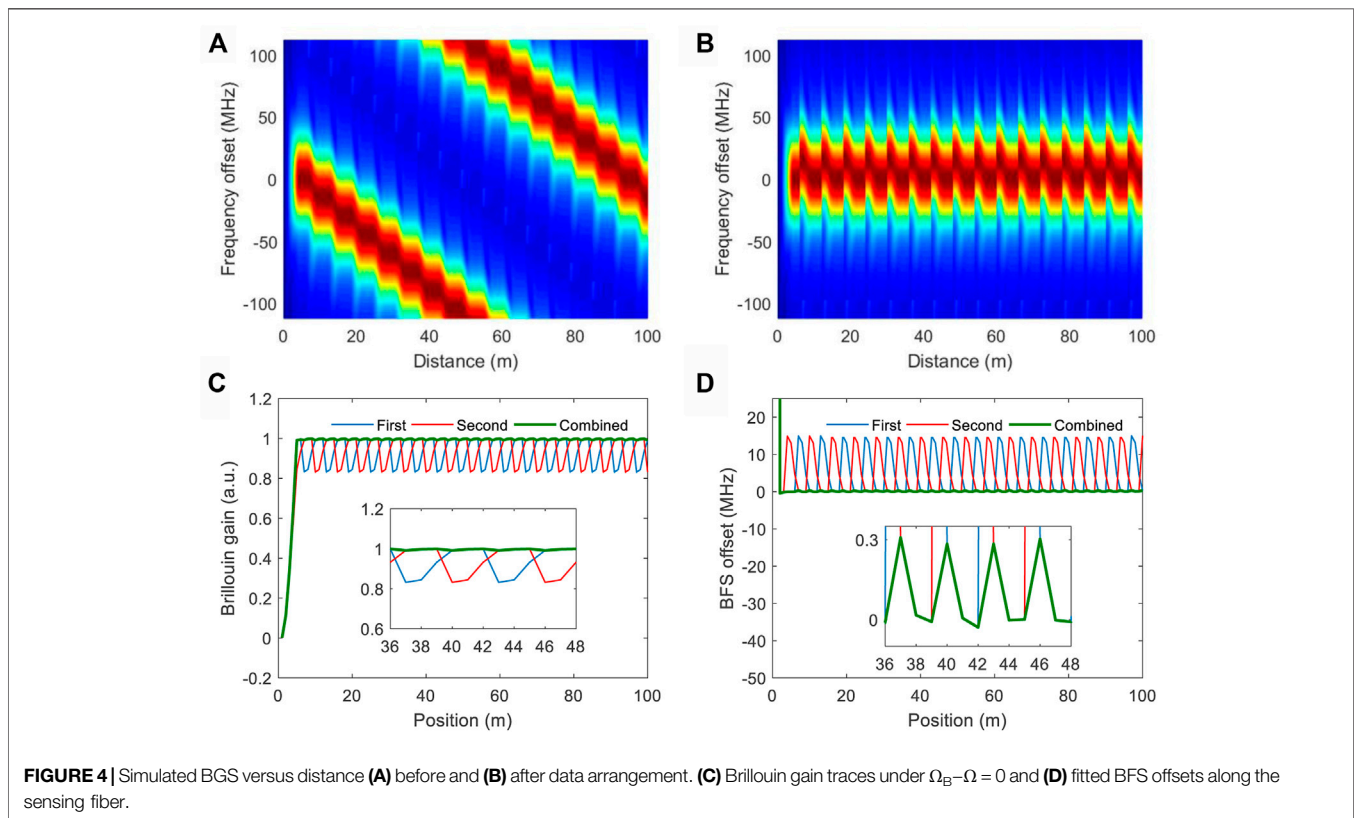 A
Frequency offset (MHz)
100
50
0
-50
-100
0 20 40 60 80 100
Distance (m)
B
Frequency offset (MHz)
100
50
0
-50
-100
0 20 40 60 80 100
Distance (m)
C
Brillouin gain (a.u.)
1.2
1
0.8
0.6
0.4
0.2
0
-0.2
First Second Combined
1.2
1
0.8
0.6
36 38 40 42 44 46 48
0 20 40 60 80 100
Position (m)
D
BFS offset (MHz)
20
10
0
-10
-20
-30
-40
-50
First Second Combined
0.3
0
36 38 40 42 44 46 48
20 40 60 80 100
Position (m)
FIGURE 4 | Simulated BGS versus distance (A) before and (B) after data arrangement. (C) Brillouin gain traces under Ω_B–Ω = 0 and (D) fitted BFS offsets along the
sensing fiber.